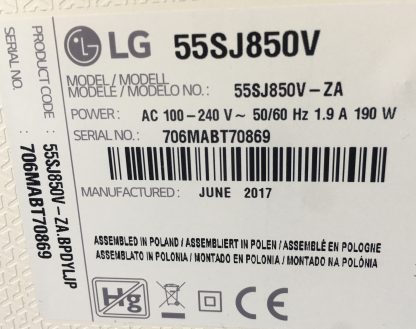 LG 55SJ850V
MODEL / MODELL
MODÈLE / MODELO NO. : 55SJ850V-ZA
POWER : AC 100-240 V~ 50/60 Hz 1.9 A 190 W
SERIAL NO. : 706MABT70869
MANUFACTURED : JUNE 2017
ASSEMBLED IN POLAND / ASSEMBLIERT IN POLEN / ASSEMBLÉ EN POLOGNE
ASSEMBLATO IN POLONIA / MONTADO EN POLONIA / MONTADO NA POLÓNIA
Hg CE
PRODUCT CODE : 55SJ850V-ZA.BPDYLJP
SERIAL NO. : 706MABT70869